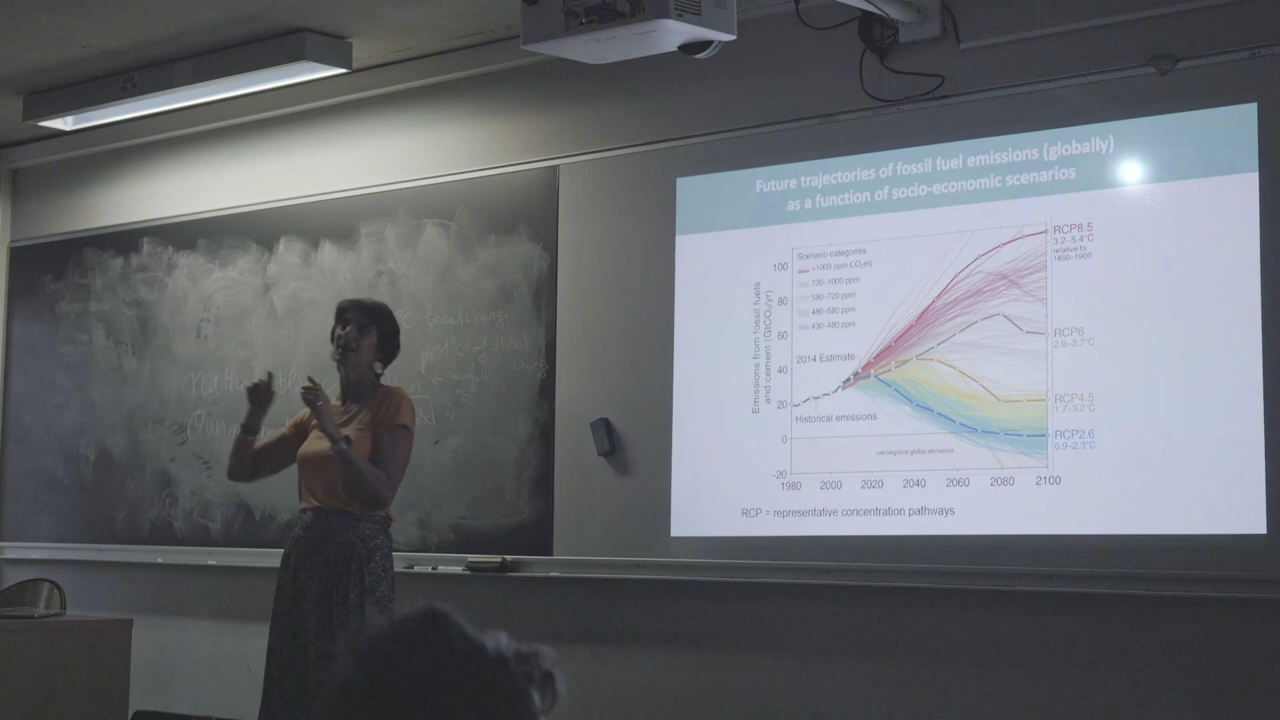 Future trajectories of fossil fuel emissions (globally)
as a function of socio-economic scenarios
Scenario categories
>1000 ppm CO₂eq
720–1000 ppm
580–720 ppm
480–580 ppm
430–480 ppm
Emissions from fossil fuels
and cement (GtCO₂/yr)
100
80
60
40
20
0
-20
2014 Estimate
Historical emissions
net-negative global emissions
1980 2000 2020 2040 2060 2080 2100
RCP8.5
3.2–5.4°C
relative to
1850–1900
RCP6
2.0–3.7°C
RCP4.5
1.7–3.2°C
RCP2.6
0.9–2.3°C
RCP = representative concentration pathways